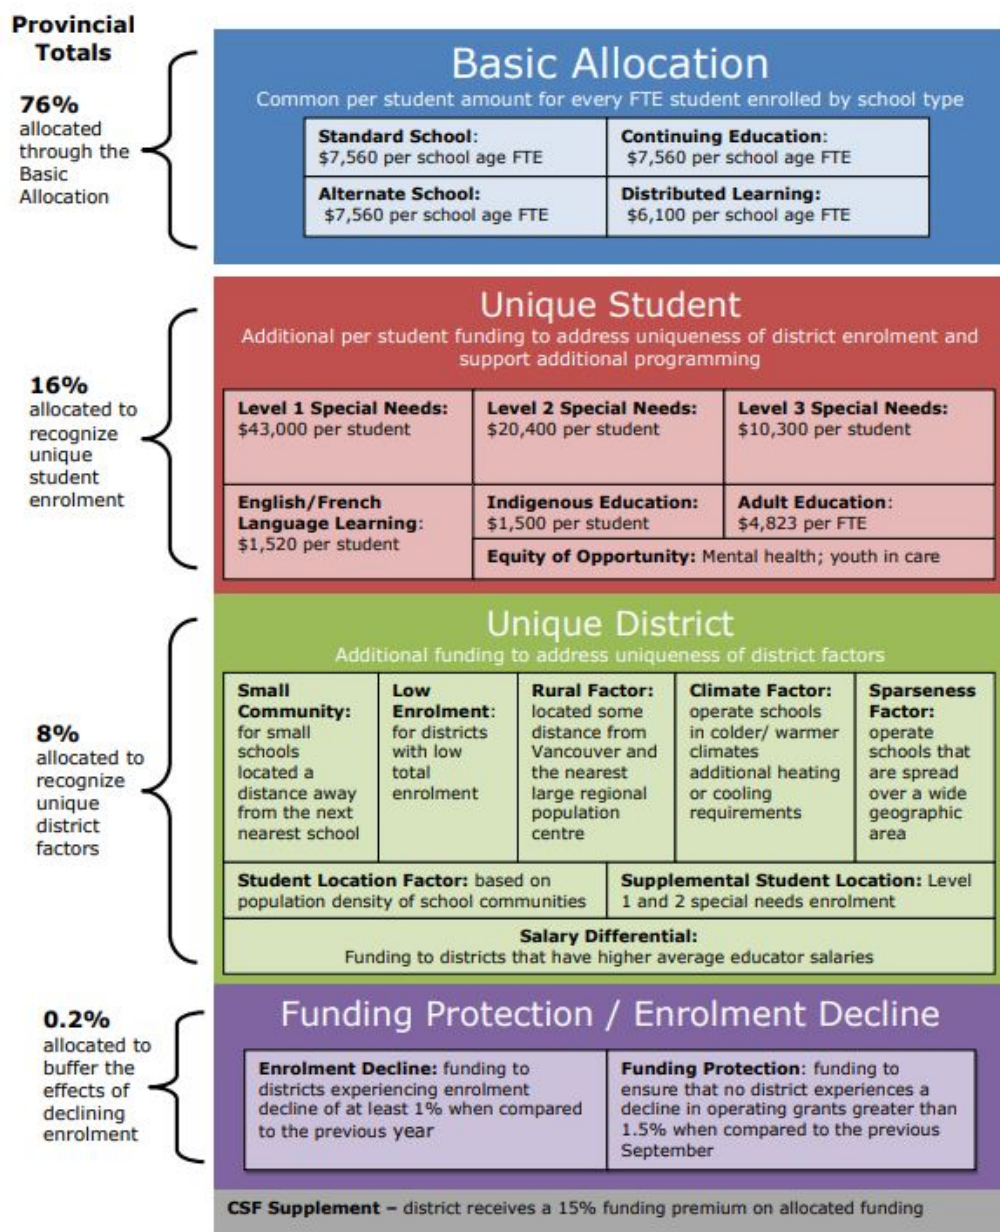 Provincial
Totals
76%
allocated
through the
Basic
Allocation
Basic Allocation
Common per student amount for every FTE student enrolled by school type
Standard School:
$7,560 per school age FTE
Continuing Education:
$7,560 per school age FTE
Alternate School:
$7,560 per school age FTE
Distributed Learning:
$6,100 per school age FTE
16%
allocated to
recognize
unique
student
enrolment
Unique Student
Additional per student funding to address uniqueness of district enrolment and
support additional programming
Level 1 Special Needs:
$43,000 per student
Level 2 Special Needs:
$20,400 per student
Level 3 Special Needs:
$10,300 per student
English/French
Language Learning:
$1,520 per student
Indigenous Education:
$1,500 per student
Adult Education:
$4,823 per FTE
Equity of Opportunity: Mental health; youth in care
8%
allocated to
recognize
unique
district
factors
Unique District
Additional funding to address uniqueness of district factors
Small
Community:
for small
schools
located a
distance away
from the next
nearest school
Low
Enrolment:
for districts
with low
total
enrolment
Rural Factor:
located some
distance from
Vancouver and
the nearest
large regional
population
centre
Climate Factor:
operate schools
in colder/ warmer
climates
additional heating
or cooling
requirements
Sparseness
Factor:
operate
schools that
are spread
over a wide
geographic
area
Student Location Factor: based on
population density of school communities
Supplemental Student Location: Level
1 and 2 special needs enrolment
Salary Differential:
Funding to districts that have higher average educator salaries
0.2%
allocated to
buffer the
effects of
declining
enrolment
Funding Protection / Enrolment Decline
Enrolment Decline: funding to
districts experiencing enrolment
decline of at least 1% when compared
to the previous year
Funding Protection: funding to
ensure that no district experiences a
decline in operating grants greater than
1.5% when compared to the previous
September
CSF Supplement – district receives a 15% funding premium on allocated funding